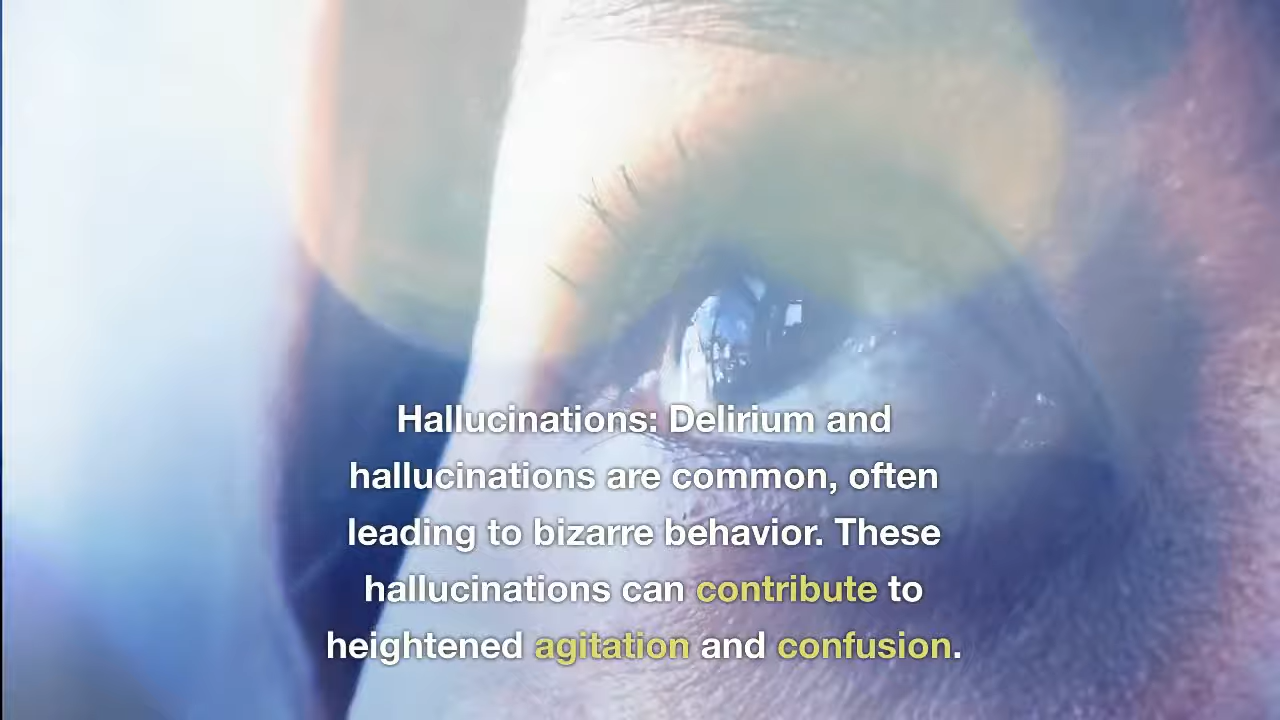 Hallucinations: Delirium and
hallucinations are common, often
leading to bizarre behavior. These
hallucinations can contribute to
heightened agitation and confusion.